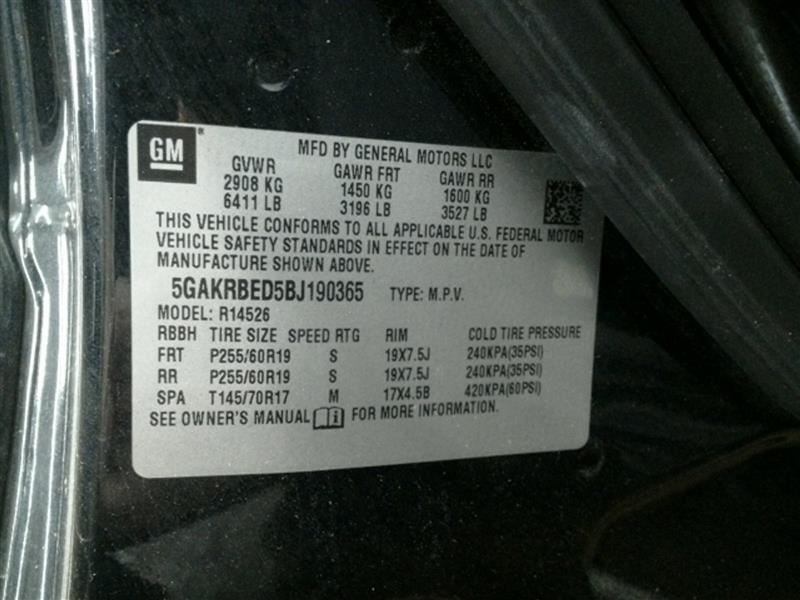 GM®
MFD BY GENERAL MOTORS LLC
GVWR GAWR FRT GAWR RR
2908 KG 1450 KG 1600 KG
6411 LB 3196 LB 3527 LB
THIS VEHICLE CONFORMS TO ALL APPLICABLE U.S. FEDERAL MOTOR
VEHICLE SAFETY STANDARDS IN EFFECT ON THE DATE OF
MANUFACTURE SHOWN ABOVE.
5GAKRBED5BJ190365 TYPE: M.P.V.
MODEL: R14526
RBBH TIRE SIZE SPEED RTG RIM COLD TIRE PRESSURE
FRT P255/60R19 S 19X7.5J 240KPA(35PSI)
RR P255/60R19 S 19X7.5J 240KPA(35PSI)
SPA T145/70R17 M 17X4.5B 420KPA(60PSI)
SEE OWNER'S MANUAL i FOR MORE INFORMATION.